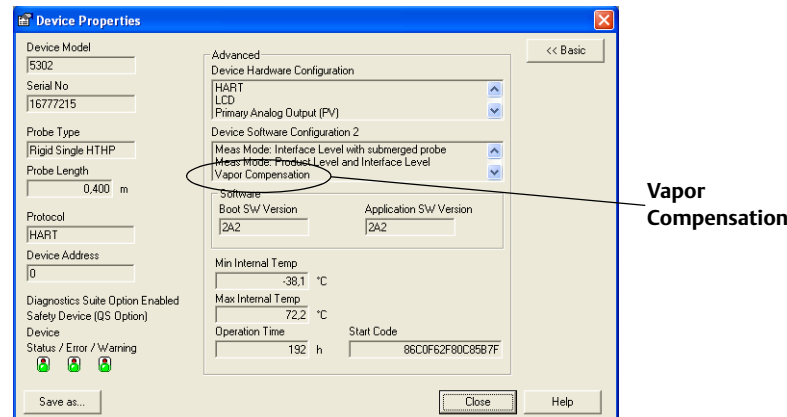 Device Properties
Device Model
5302
Serial No
16777215
Probe Type
Rigid Single HTHP
Probe Length
0,400 m
Protocol
HART
Device Address
0
Diagnostics Suite Option Enabled
Safety Device (QS Option)
Device
Status / Error / Warning
Save as...
Advanced
Device Hardware Configuration
HART
LCD
Primary Analog Output (PV)
Device Software Configuration 2
Meas Mode: Interface Level with submerged probe
Meas Mode: Product Level and Interface Level
Vapor Compensation
Software
Boot SW Version
2A2
Application SW Version
2A2
Min Internal Temp
-38,1 °C
Max Internal Temp
72,2 °C
Operation Time
192 h
Start Code
86C0F62F80C85B7F
<< Basic
Close
Help
Vapor
Compensation